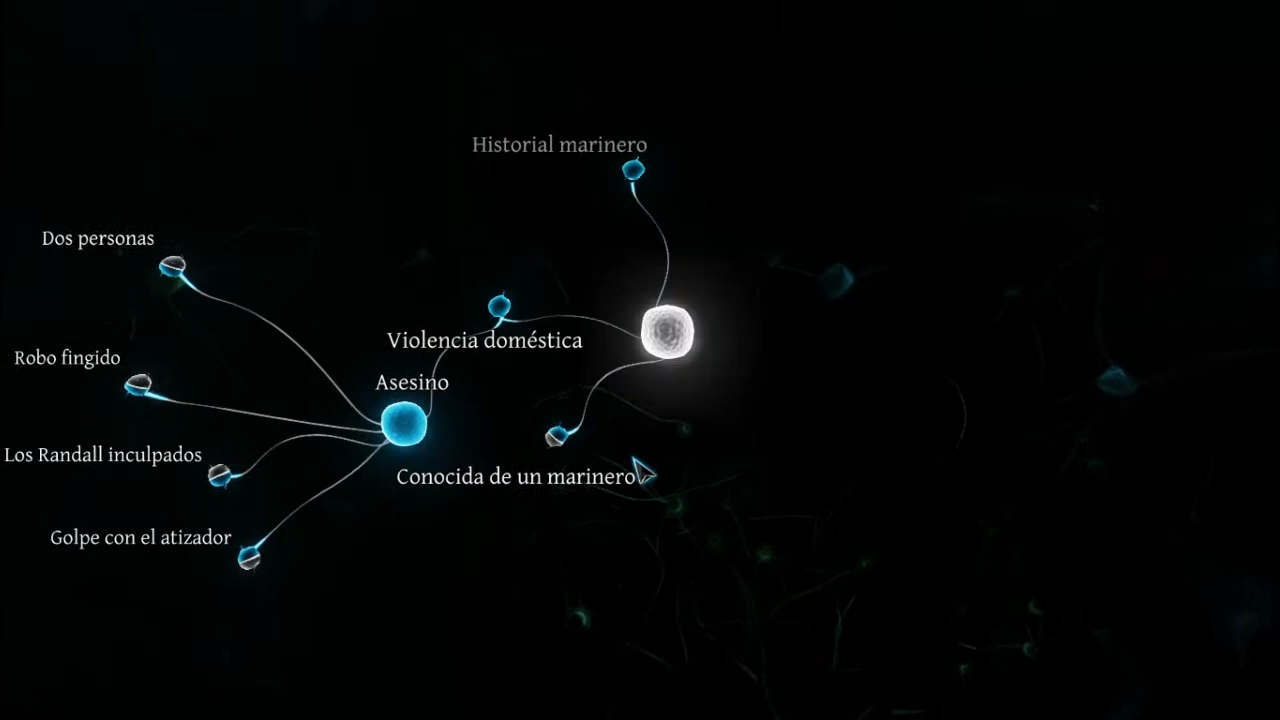 Historial marinero
Dos personas
Violencia doméstica
Robo fingido
Asesino
Los Randall inculpados
Conocida de un marinero
Golpe con el atizador